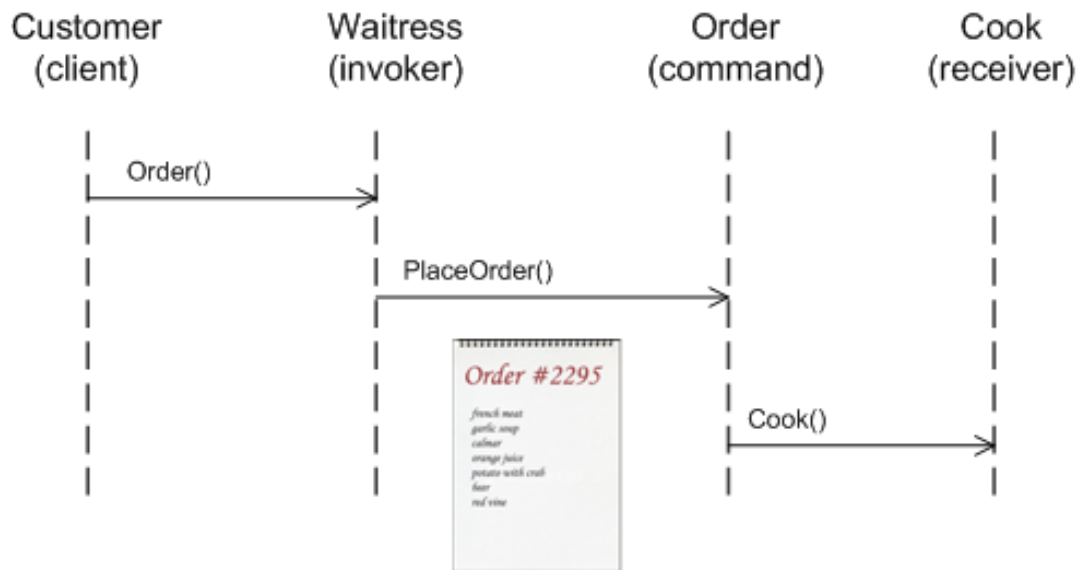 Customer
(client)
Waitress
(invoker)
Order
(command)
Cook
(receiver)
Order()
PlaceOrder()
Order #2295
french meat
garlic soup
calmar
orange juice
potato with crab
beer
red vine
Cook()